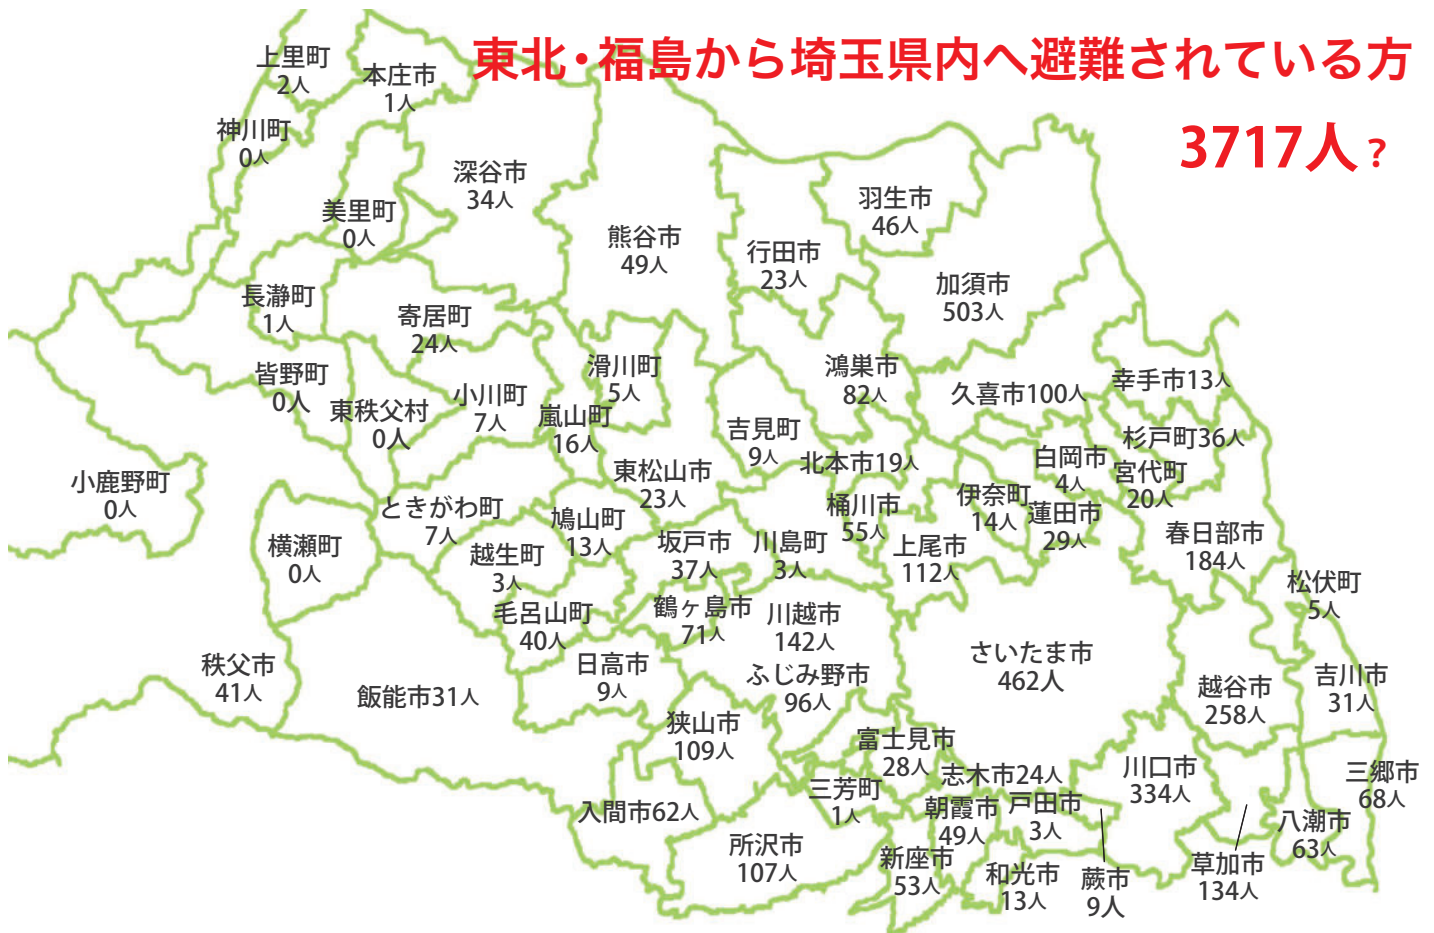 東北・福島から埼玉県内へ避難されている方
3717人？
上里町
2人
本庄市
1人
神川町
0人
深谷市
34人
美里町
0人
熊谷市
49人
行田市
23人
羽生市
46人
加須市
503人
長瀞町
1人
寄居町
24人
皆野町
0人
東秩父村
0人
小川町
7人
嵐山町
16人
滑川町
5人
吉見町
9人
鴻巣市
82人
久喜市100人
幸手市13人
杉戸町36人
北本市19人
白岡市
4人
宮代町
20人
小鹿野町
0人
東松山市
23人
ときがわ町
7人
鳩山町
13人
桶川市
55人
伊奈町
14人
蓮田市
29人
春日部市
184人
横瀬町
0人
越生町
3人
坂戸市
37人
川島町
3人
上尾市
112人
松伏町
5人
毛呂山町
40人
鶴ヶ島市
71人
川越市
142人
さいたま市
462人
秩父市
41人
飯能市31人
日高市
9人
ふじみ野市
96人
越谷市
258人
吉川市
31人
狭山市
109人
富士見市
28人
志木市24人
川口市
334人
三郷市
68人
入間市62人
三芳町
1人
朝霞市
49人
戸田市
3人
八潮市
63人
所沢市
107人
新座市
53人
和光市
13人
蕨市
9人
草加市
134人